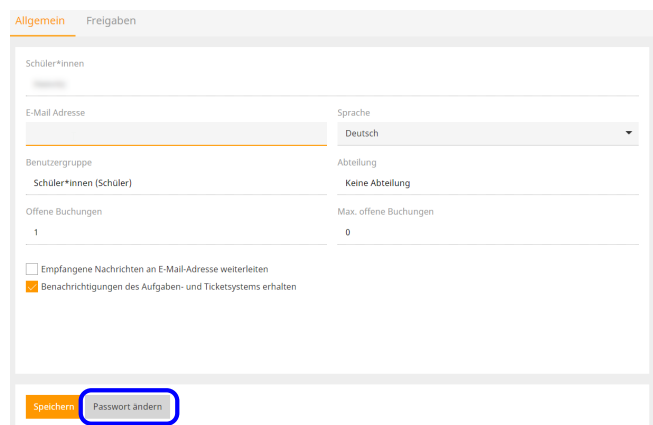 Allgemein Freigaben
Schüler*innen
E-Mail Adresse Sprache
Deutsch
Benutzergruppe Abteilung
Schüler*innen (Schüler) Keine Abteilung
Offene Buchungen Max. offene Buchungen
1 0
Empfangene Nachrichten an E-Mail-Adresse weiterleiten
Benachrichtigungen des Aufgaben- und Ticketsystems erhalten
Speichern Passwort ändern